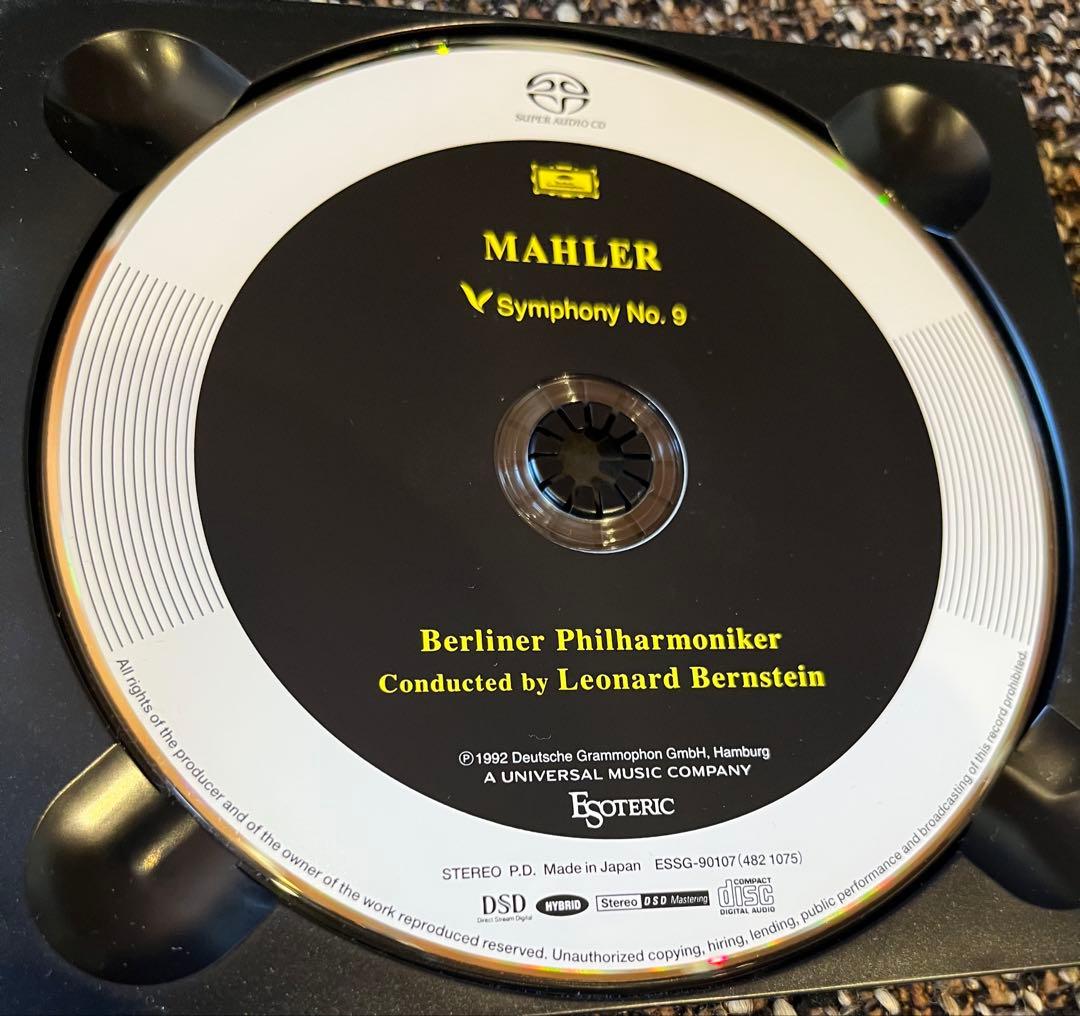 SUPER AUDIO CD
MAHLER
Symphony No. 9
Berliner Philharmoniker
Conducted by Leonard Bernstein
℗1992 Deutsche Grammophon GmbH, Hamburg
A UNIVERSAL MUSIC COMPANY
ESOTERIC
STEREO P.D. Made in Japan ESSG-90107(482 1075)
DSD
Direct Stream Digital
HYBRID
Stereo DSD Mastering
COMPACT
disc
DIGITAL AUDIO
All rights of the producer and of the owner of the work reproduced reserved. Unauthorized copying, hiring, lending, public performance and broadcasting of this record prohibited.